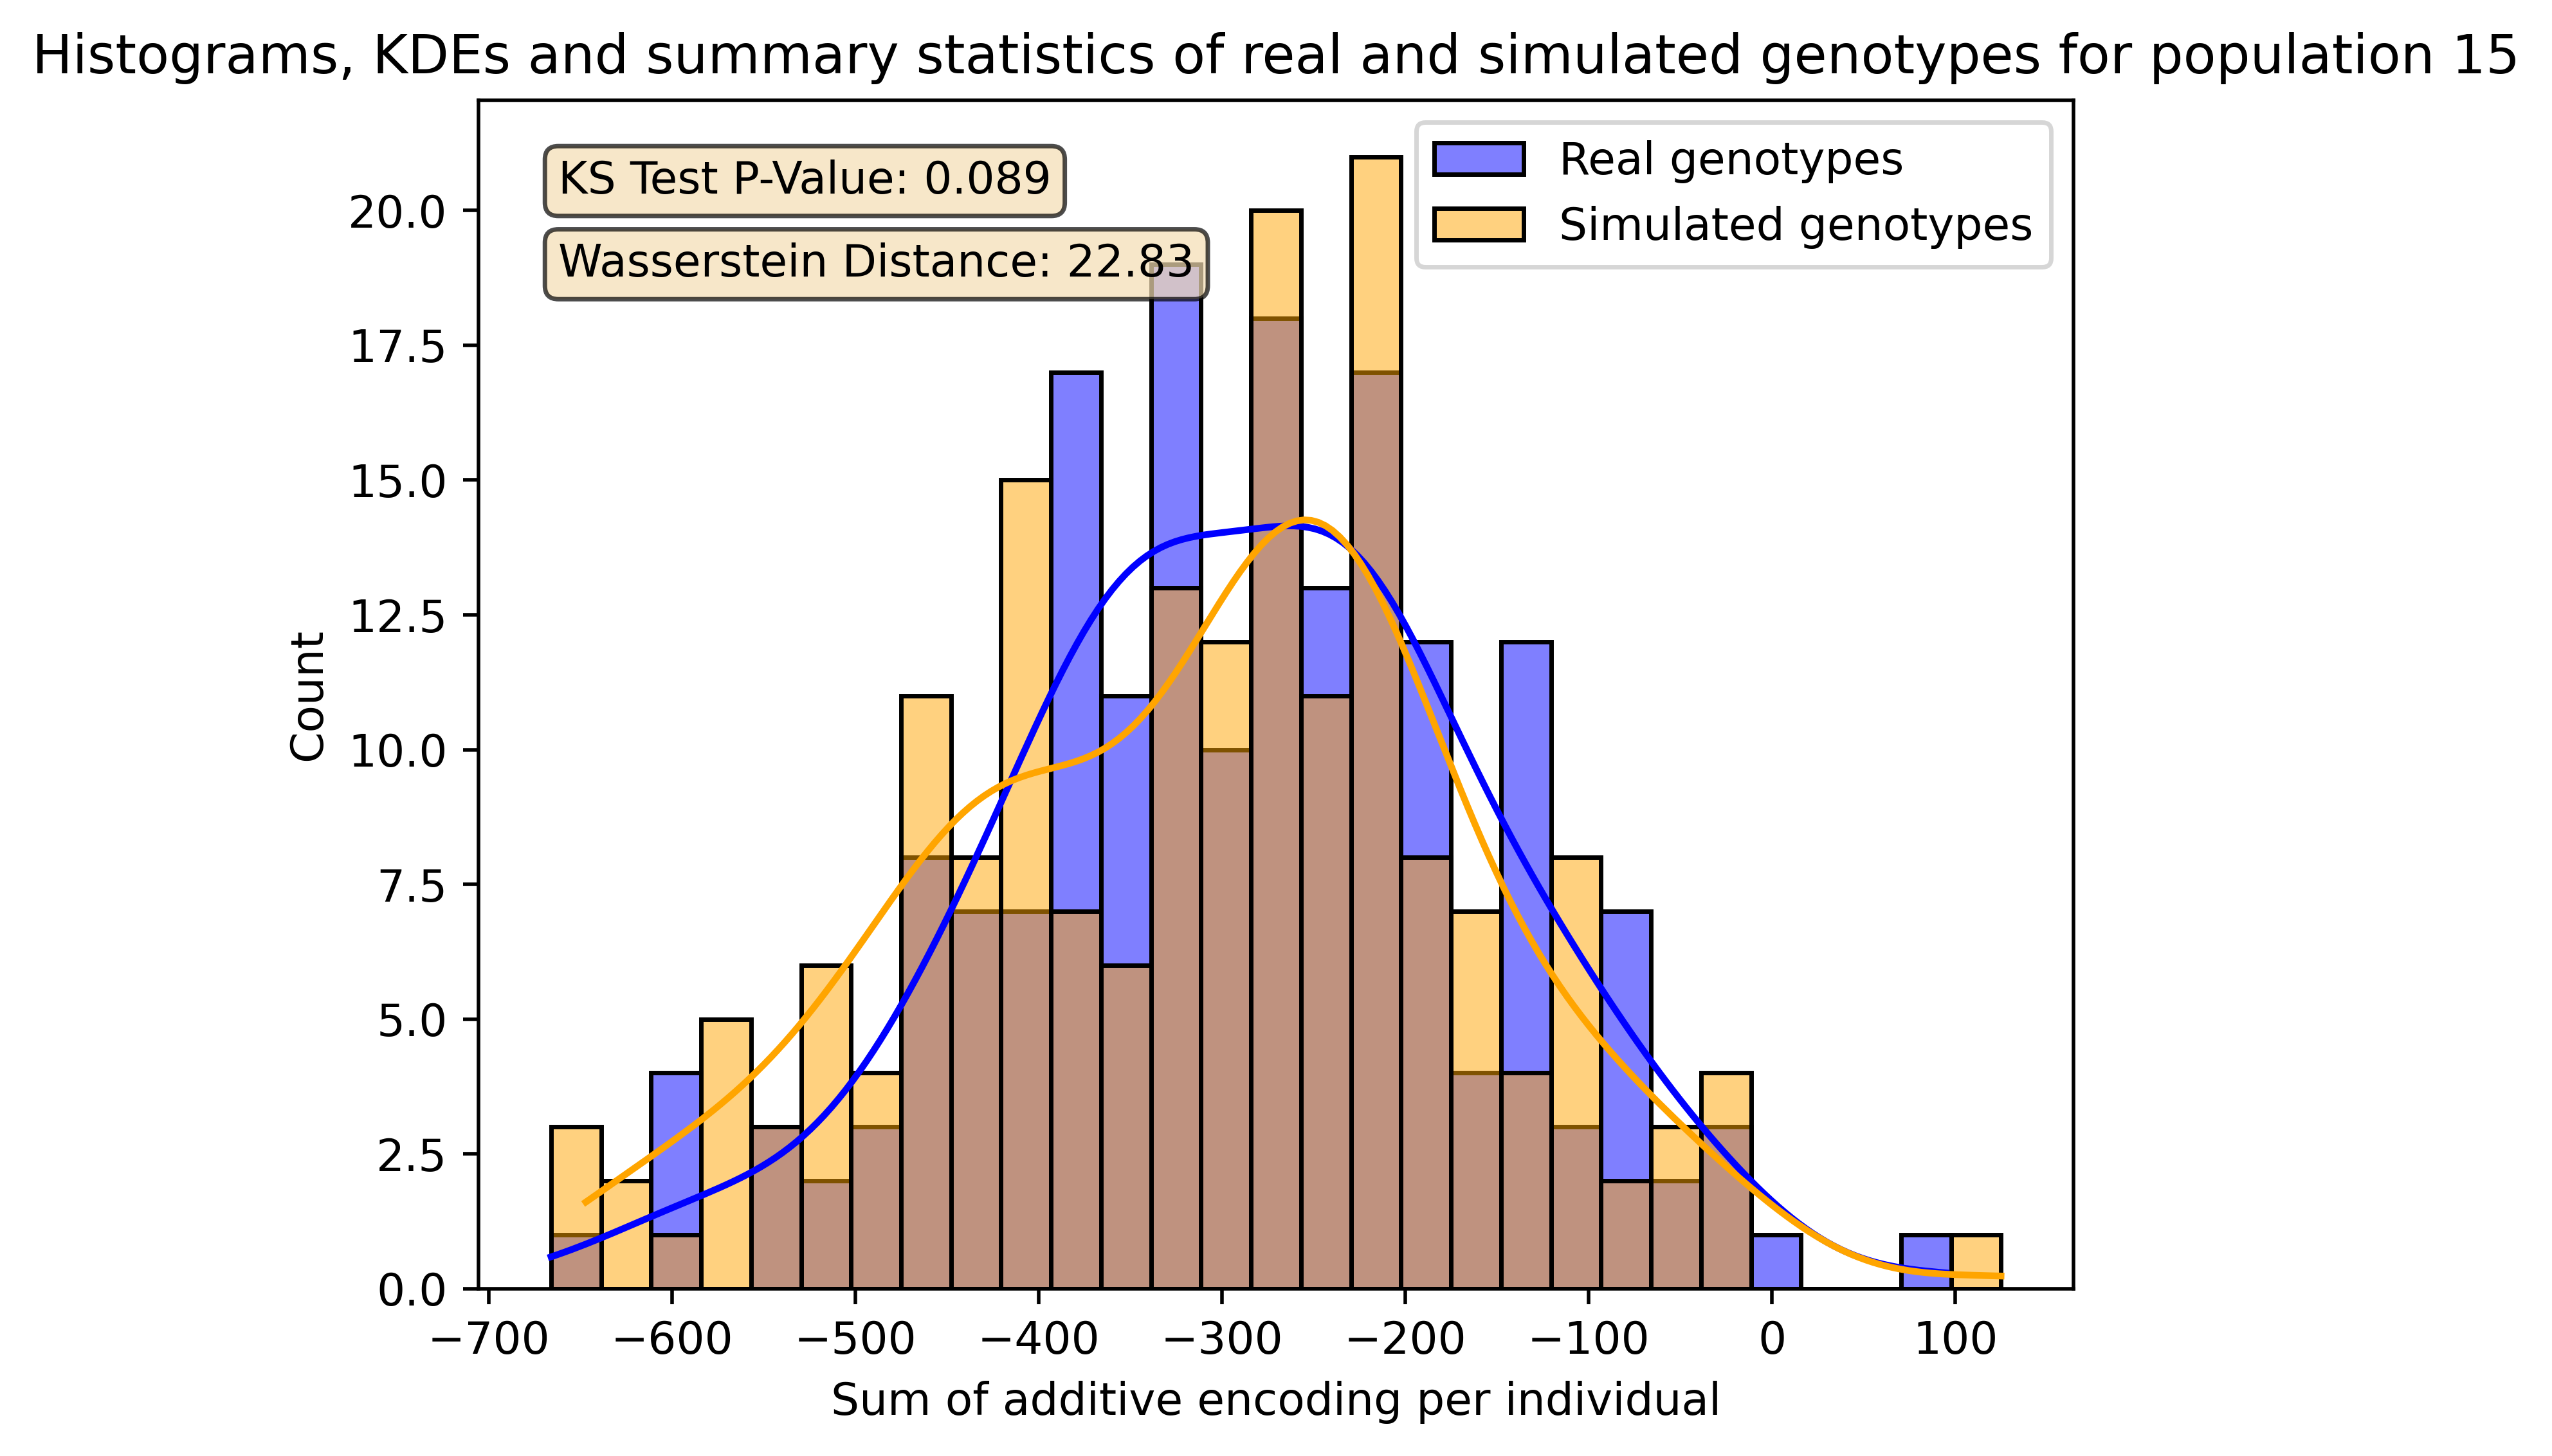 Histograms, KDEs and summary statistics of real and simulated genotypes for population 15
KS Test P-Value: 0.089
Wasserstein Distance: 22.83
Real genotypes
Simulated genotypes
Count
20.0
17.5
15.0
12.5
10.0
7.5
5.0
2.5
0.0
−700 −600 −500 −400 −300 −200 −100 0 100
Sum of additive encoding per individual